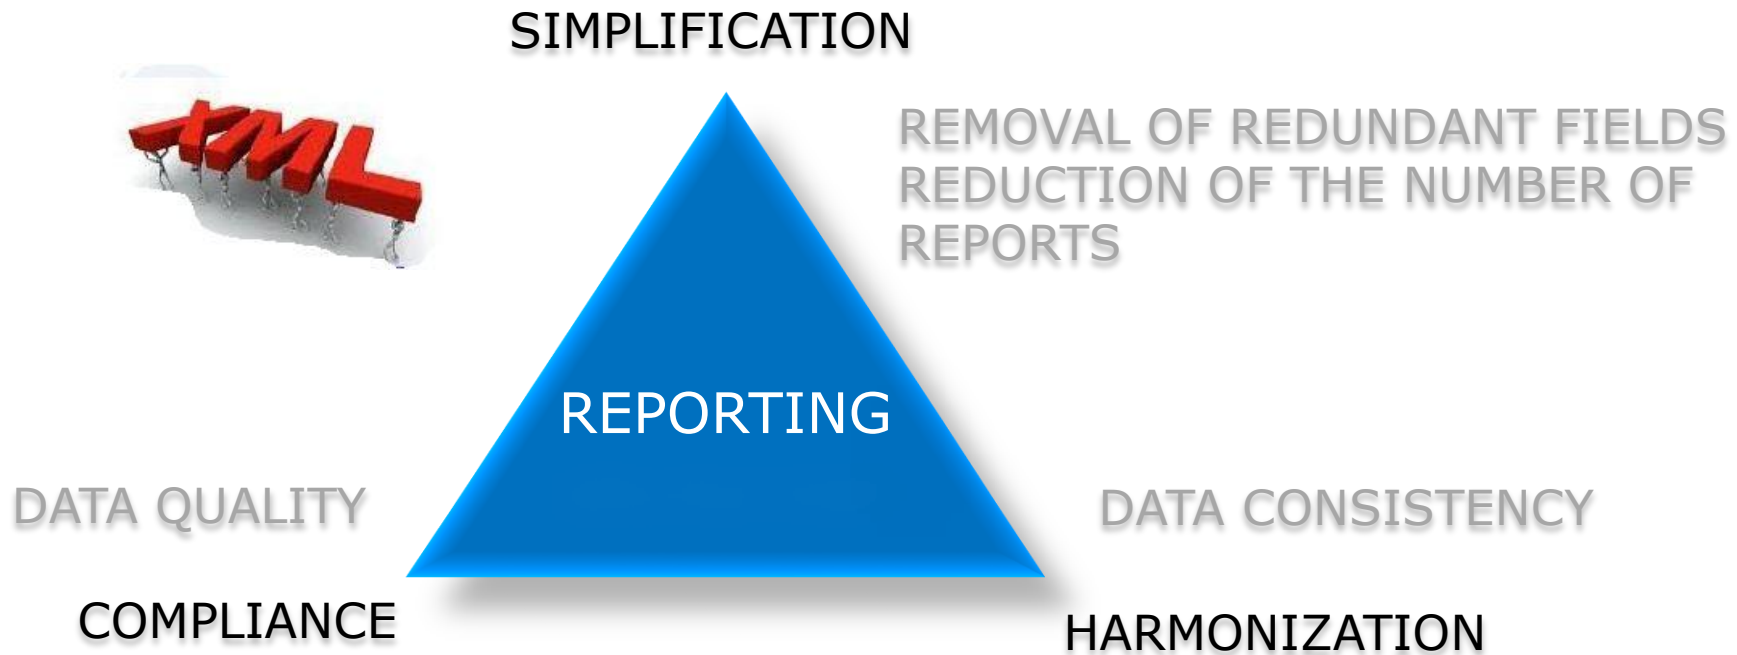 SIMPLIFICATION
XML
REMOVAL OF REDUNDANT FIELDS
REDUCTION OF THE NUMBER OF
REPORTS
REPORTING
DATA QUALITY
DATA CONSISTENCY
COMPLIANCE
HARMONIZATION